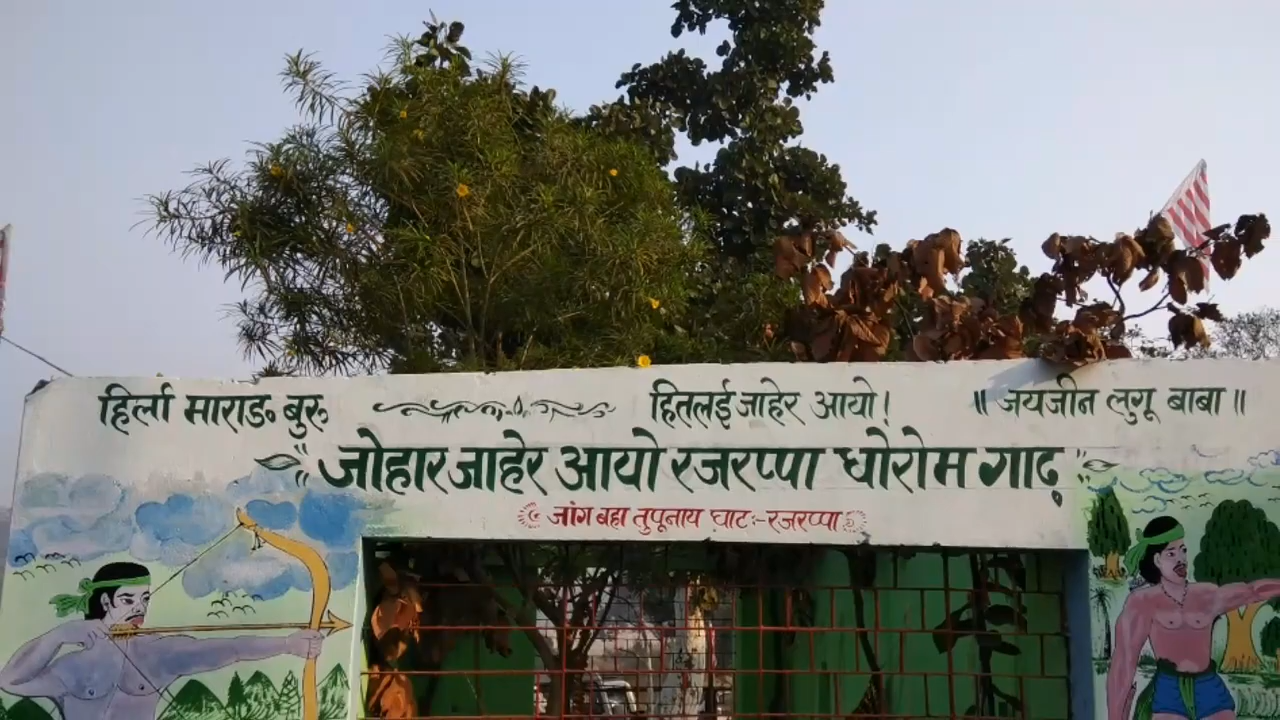 हिर्ला माराङ बुरु हितलई जाहेर आयो! ॥ जयजीन लुगू बाबा ॥
"जोहार जाहेर आयो रजरप्पा धोरोम गाढ़"
जांग बहा तुपूनाय घाट :- रजरप्पा